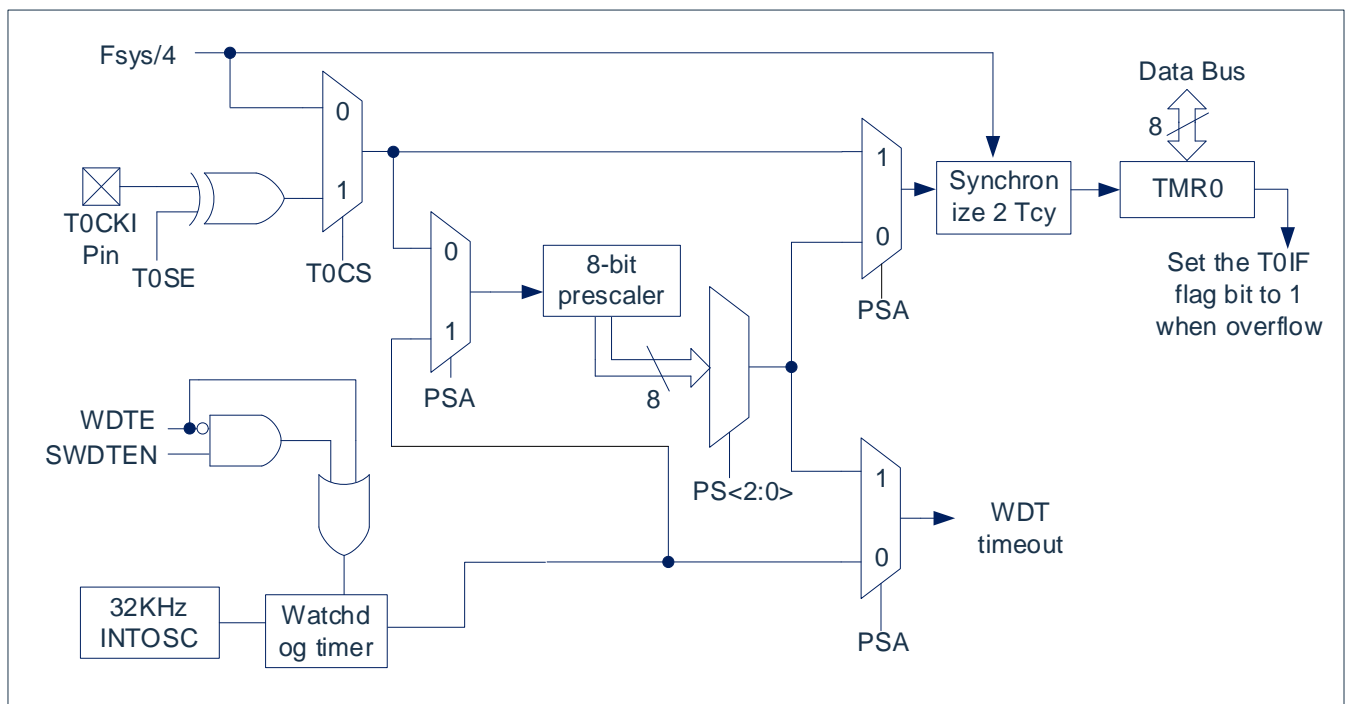 Fsys/4
Data Bus
8
0
1
T0CKI
Pin
T0SE
T0CS
1
0
PSA
Synchron
ize 2 Tcy
TMR0
Set the T0IF
flag bit to 1
when overflow
0
1
PSA
8-bit
prescaler
8
PS<2:0>
WDTE
SWDTEN
1
0
PSA
WDT
timeout
32KHz
INTOSC
Watchd
og timer